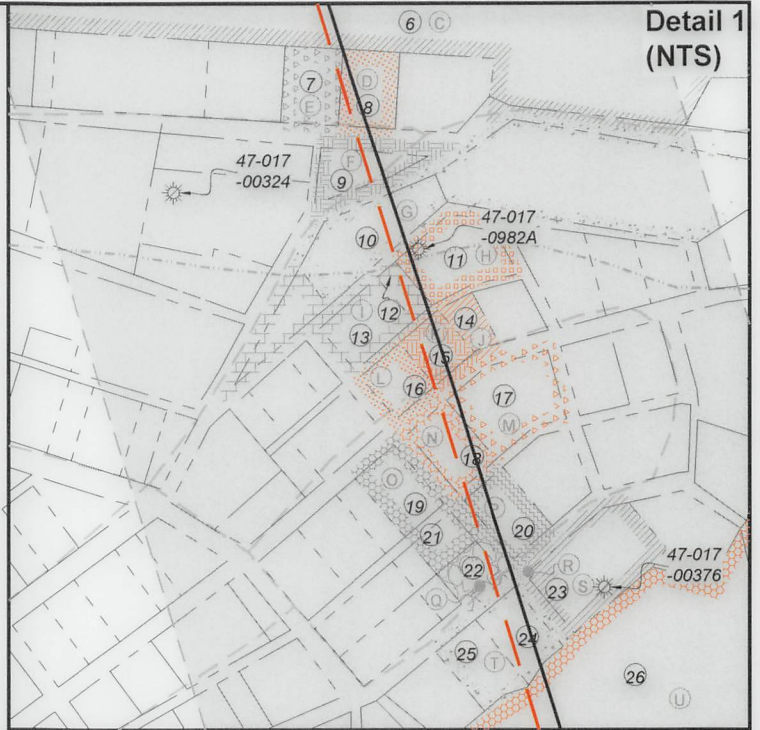 Detail 1
(NTS)
6 C
7
E
D
8
47-017
-00324
F
9
G
10
47-017
-0982A
11 H
12
I
13
14
J
15
L
16
17
M
N
18
O
19
21
20
22
Q
R
23 S
47-017
-00376
24
25
T
26
U